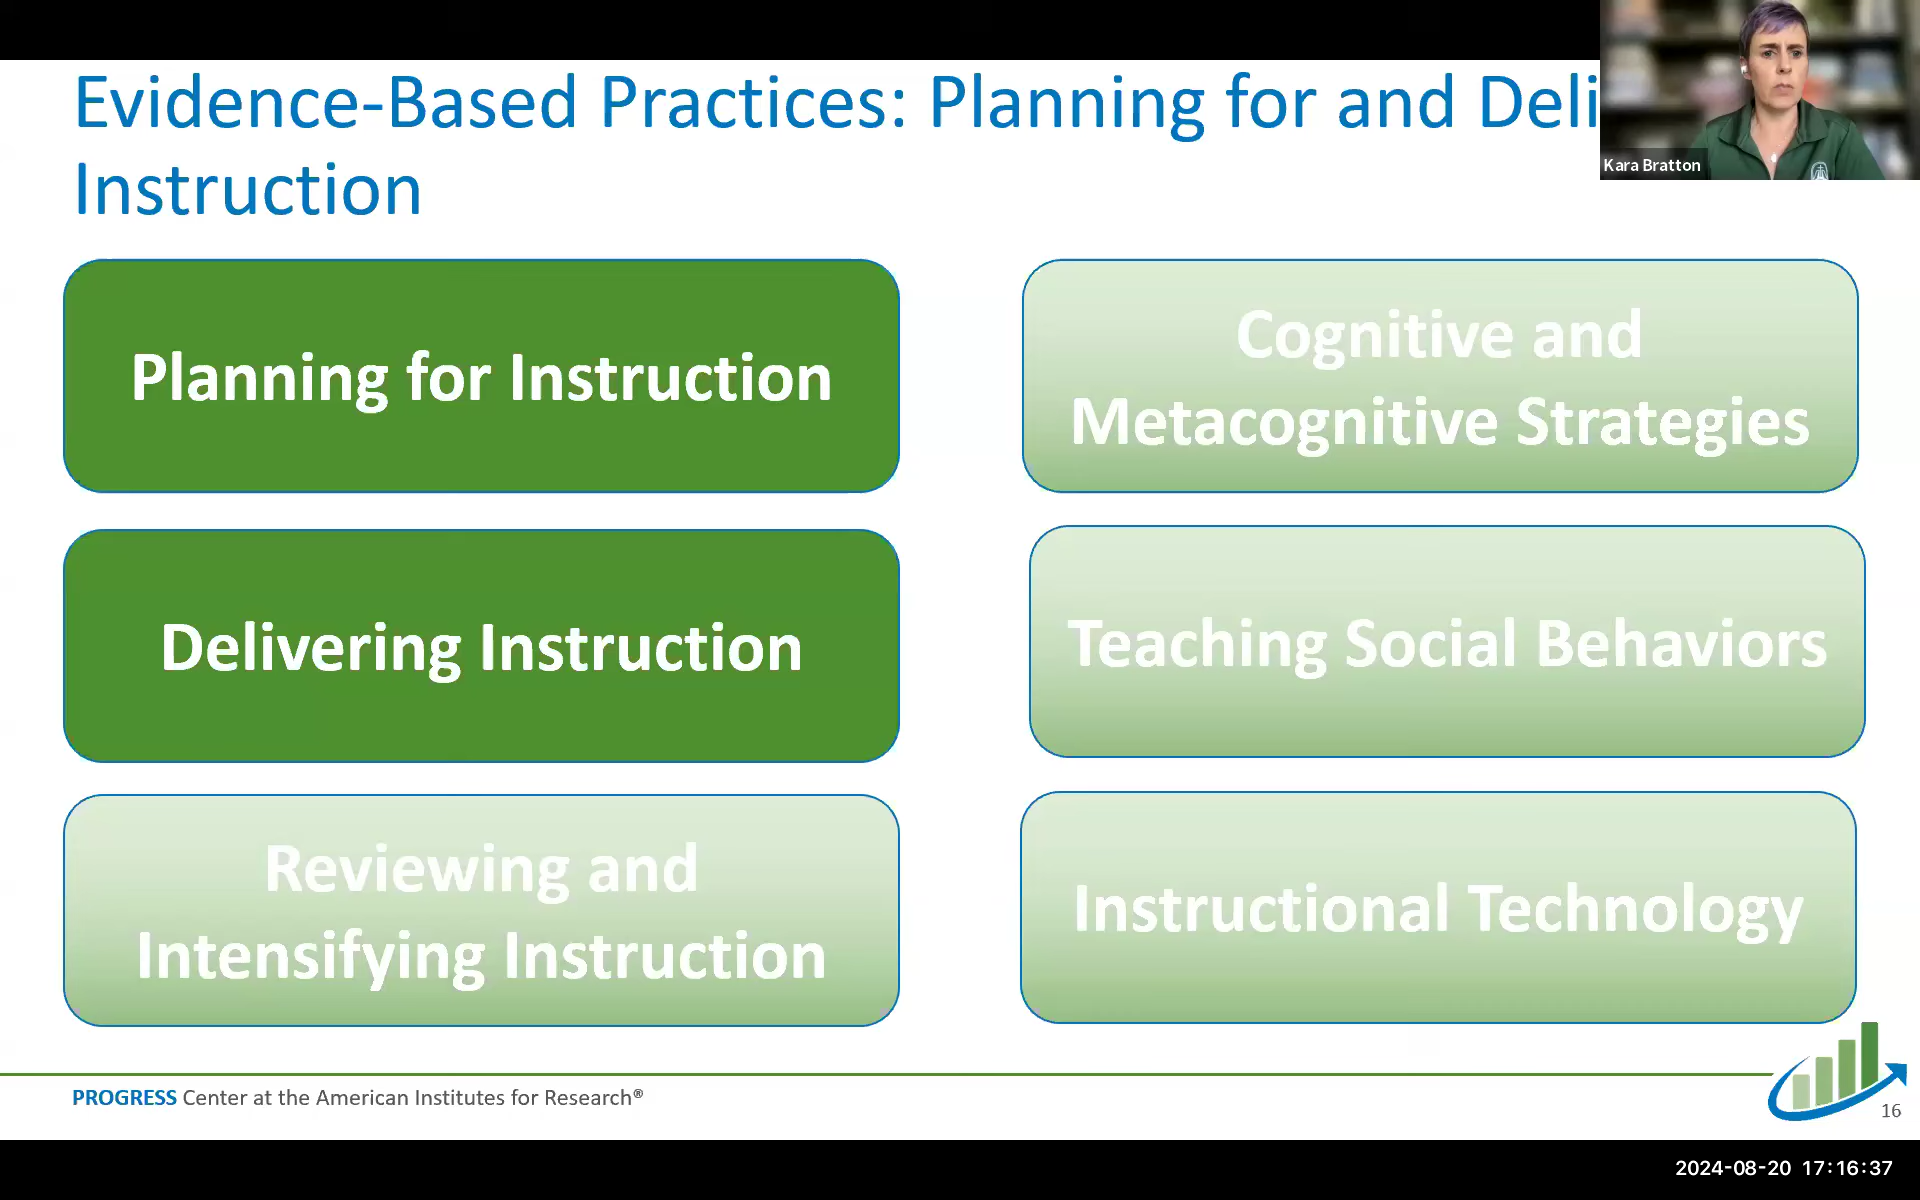 Evidence-Based Practices: Planning for and Deli
Instruction
Kara Bratton
Planning for Instruction
Cognitive and
Metacognitive Strategies
Delivering Instruction
Teaching Social Behaviors
Reviewing and
Intensifying Instruction
Instructional Technology
PROGRESS Center at the American Institutes for Research®
16
2024-08-20 17:16:37